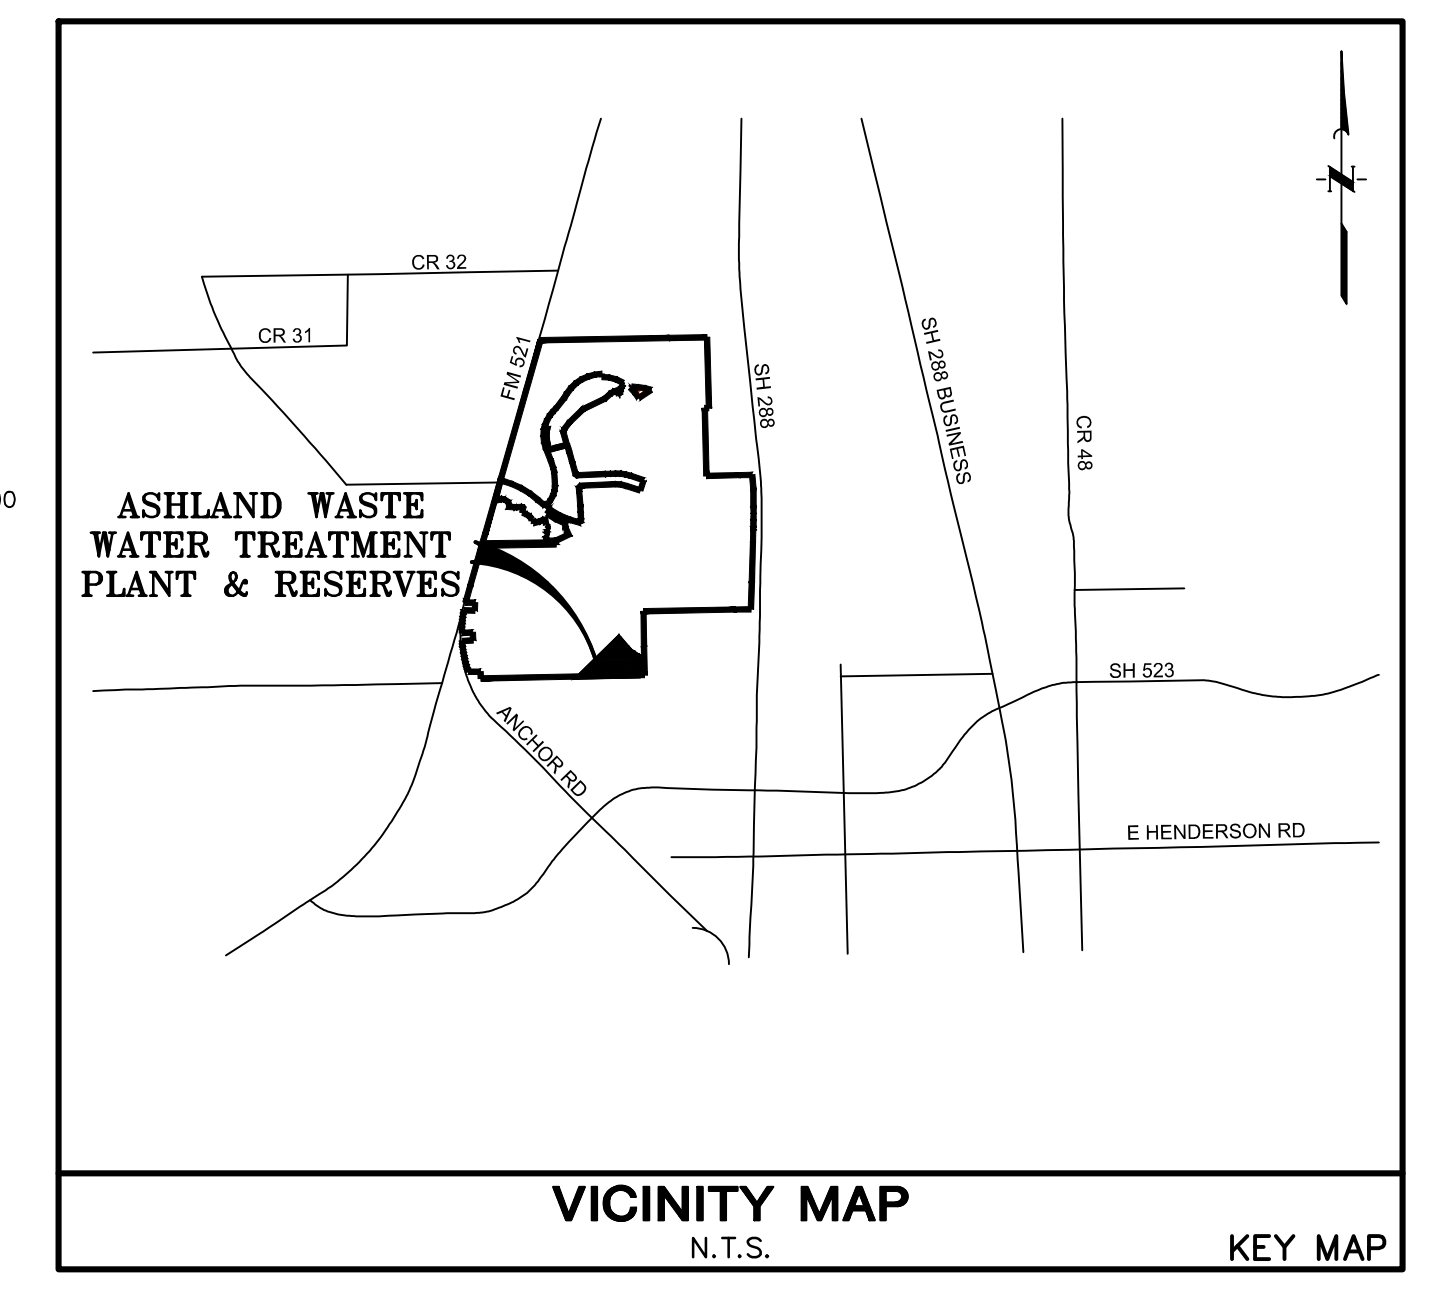 N
CR 32
CR 31
FM 521
SH 288
SH 288 BUSINESS
CR 48
ASHLAND WASTE
WATER TREATMENT
PLANT & RESERVES
SH 523
ANCHOR RD
E HENDERSON RD
VICINITY MAP
N.T.S.
KEY MAP